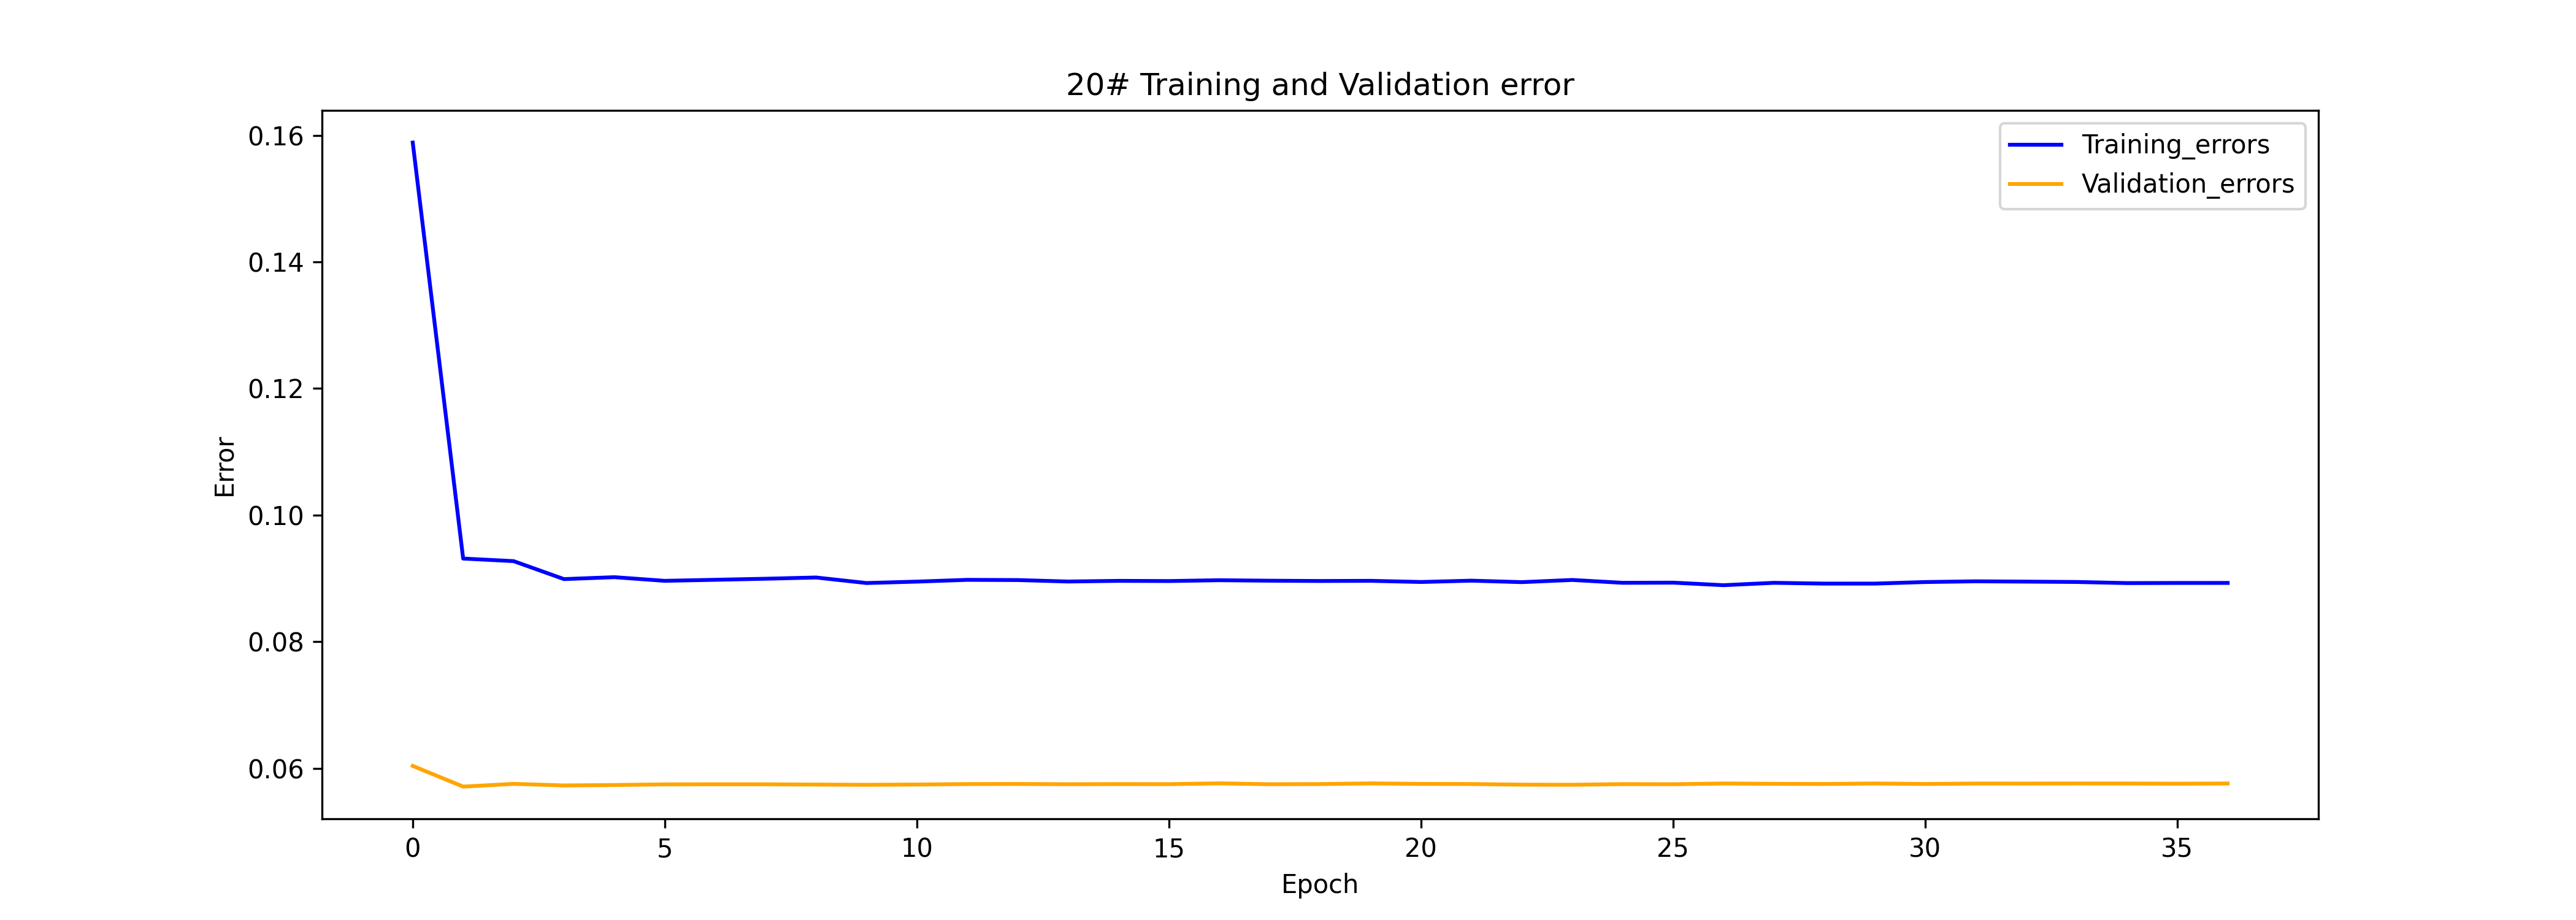 20# Training and Validation error
Training_errors
Validation_errors
0.16
0.14
0.12
0.10
0.08
0.06
Error
0 5 10 15 20 25 30 35
Epoch